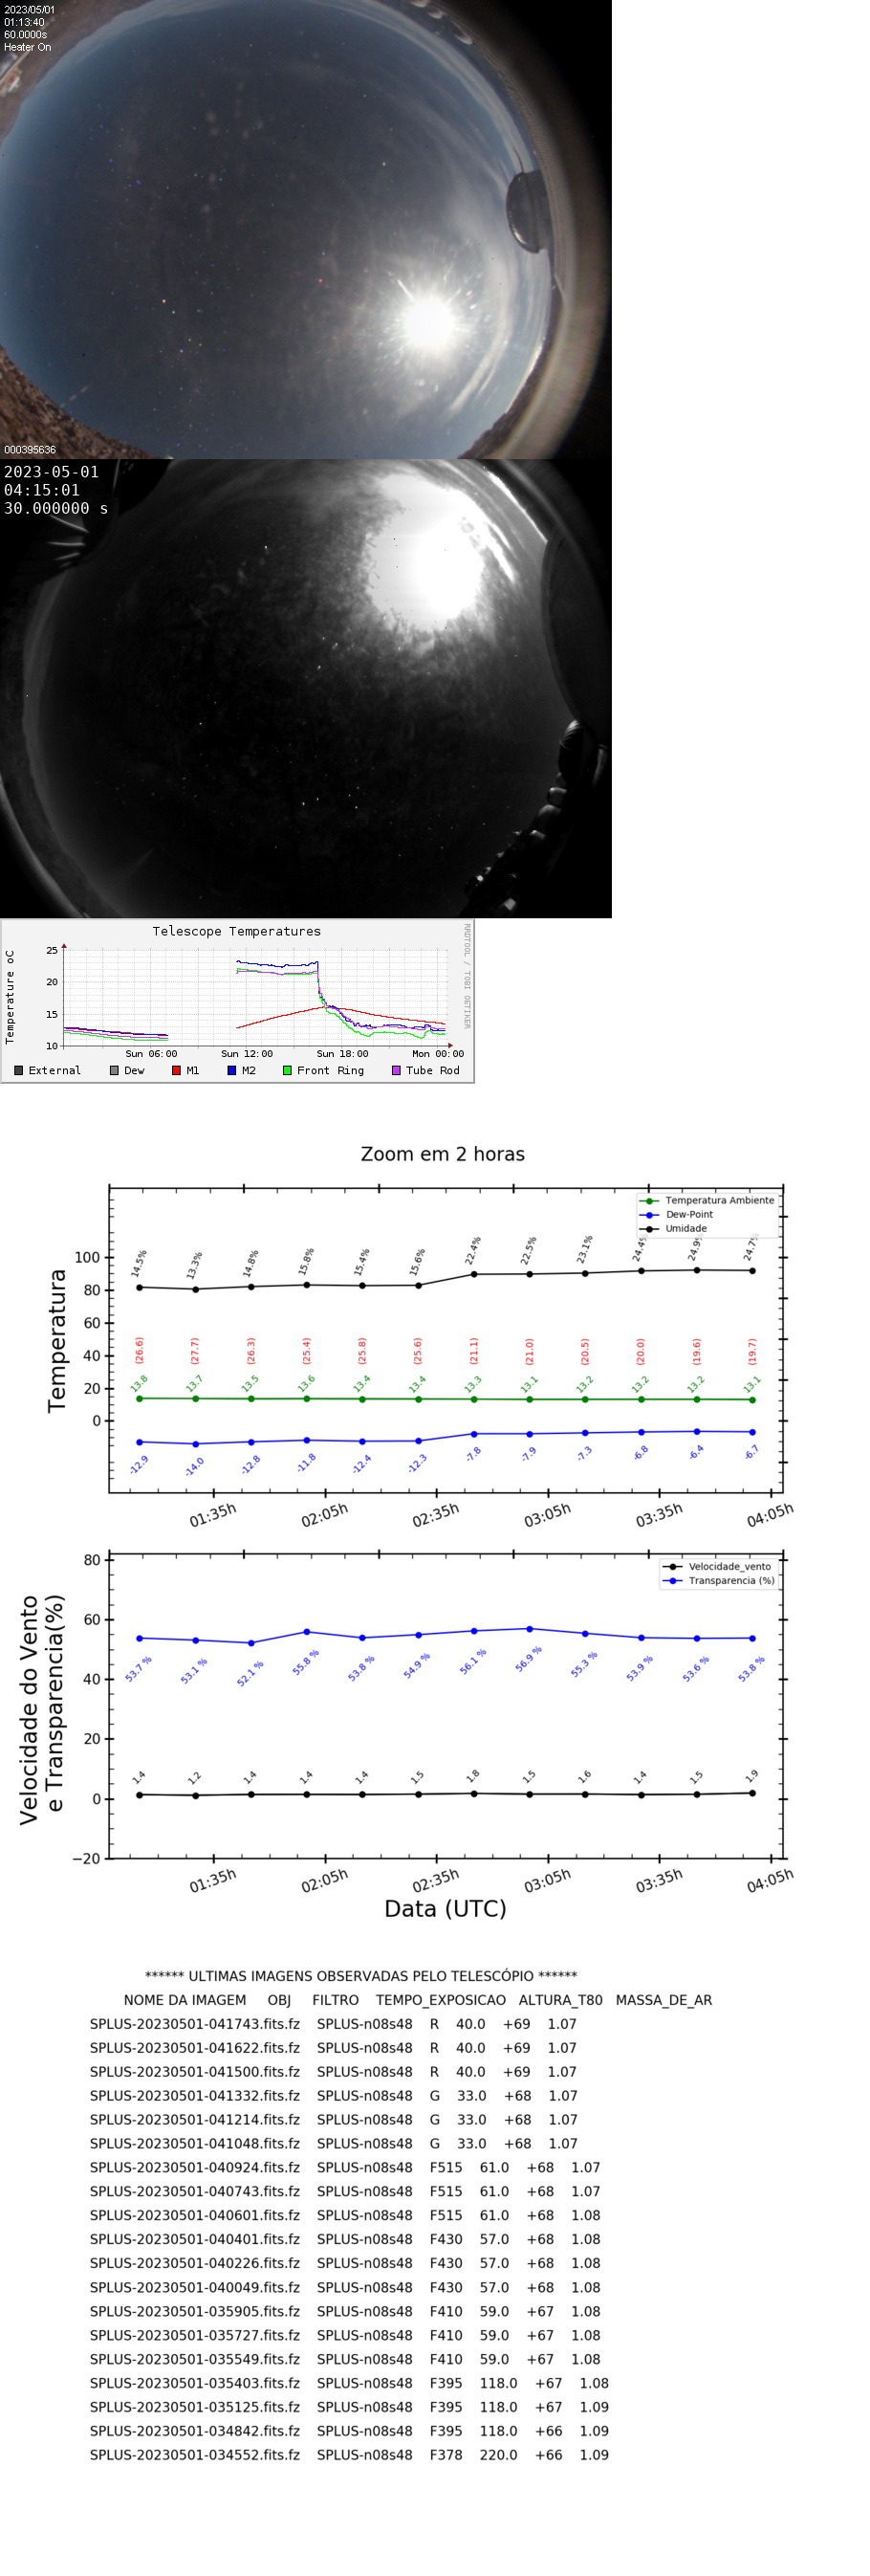 2023/05/01
01:13:40
60.0000s
Heater On
000395636
2023-05-01
04:15:01
30.000000 s
Telescope Temperatures
RRDTOOL / TOBI OETIKER
Temperature oC
25
20
15
10
Sun 06:00 Sun 12:00 Sun 18:00 Mon 00:00
External Dew M1 M2 Front Ring Tube Rod
Zoom em 2 horas
Temperatura Ambiente
Dew-Point
Umidade
Temperatura
100
80
60
40
20
0
14.5% 13.3% 14.8% 15.8% 15.4% 15.6% 22.4% 22.5% 23.1% 24.4% 24.9% 24.7%
(26.6) (27.7) (26.3) (25.4) (25.8) (25.6) (21.1) (21.0) (20.5) (20.0) (19.6) (19.7)
13.8 13.7 13.5 13.6 13.4 13.4 13.3 13.1 13.2 13.2 13.2 13.1
-12.9 -14.0 -12.8 -11.8 -12.4 -12.3 -7.8 -7.9 -7.3 -6.8 -6.4 -6.7
01:35h 02:05h 02:35h 03:05h 03:35h 04:05h
Velocidade_vento
Transparencia (%)
Velocidade do Vento
e Transparencia(%)
80
60
40
20
0
−20
53.7 % 53.1 % 52.1 % 55.8 % 53.8 % 54.9 % 56.1 % 56.9 % 55.3 % 53.9 % 53.6 % 53.8 %
1.4 1.2 1.4 1.4 1.4 1.5 1.8 1.5 1.6 1.4 1.5 1.9
01:35h 02:05h 02:35h 03:05h 03:35h 04:05h
Data (UTC)
****** ULTIMAS IMAGENS OBSERVADAS PELO TELESCÓPIO ******
NOME DA IMAGEM OBJ FILTRO TEMPO_EXPOSICAO ALTURA_T80 MASSA_DE_AR
SPLUS-20230501-041743.fits.fz SPLUS-n08s48 R 40.0 +69 1.07
SPLUS-20230501-041622.fits.fz SPLUS-n08s48 R 40.0 +69 1.07
SPLUS-20230501-041500.fits.fz SPLUS-n08s48 R 40.0 +69 1.07
SPLUS-20230501-041332.fits.fz SPLUS-n08s48 G 33.0 +68 1.07
SPLUS-20230501-041214.fits.fz SPLUS-n08s48 G 33.0 +68 1.07
SPLUS-20230501-041048.fits.fz SPLUS-n08s48 G 33.0 +68 1.07
SPLUS-20230501-040924.fits.fz SPLUS-n08s48 F515 61.0 +68 1.07
SPLUS-20230501-040743.fits.fz SPLUS-n08s48 F515 61.0 +68 1.07
SPLUS-20230501-040601.fits.fz SPLUS-n08s48 F515 61.0 +68 1.08
SPLUS-20230501-040401.fits.fz SPLUS-n08s48 F430 57.0 +68 1.08
SPLUS-20230501-040226.fits.fz SPLUS-n08s48 F430 57.0 +68 1.08
SPLUS-20230501-040049.fits.fz SPLUS-n08s48 F430 57.0 +68 1.08
SPLUS-20230501-035905.fits.fz SPLUS-n08s48 F410 59.0 +67 1.08
SPLUS-20230501-035727.fits.fz SPLUS-n08s48 F410 59.0 +67 1.08
SPLUS-20230501-035549.fits.fz SPLUS-n08s48 F410 59.0 +67 1.08
SPLUS-20230501-035403.fits.fz SPLUS-n08s48 F395 118.0 +67 1.08
SPLUS-20230501-035125.fits.fz SPLUS-n08s48 F395 118.0 +67 1.09
SPLUS-20230501-034842.fits.fz SPLUS-n08s48 F395 118.0 +66 1.09
SPLUS-20230501-034552.fits.fz SPLUS-n08s48 F378 220.0 +66 1.09